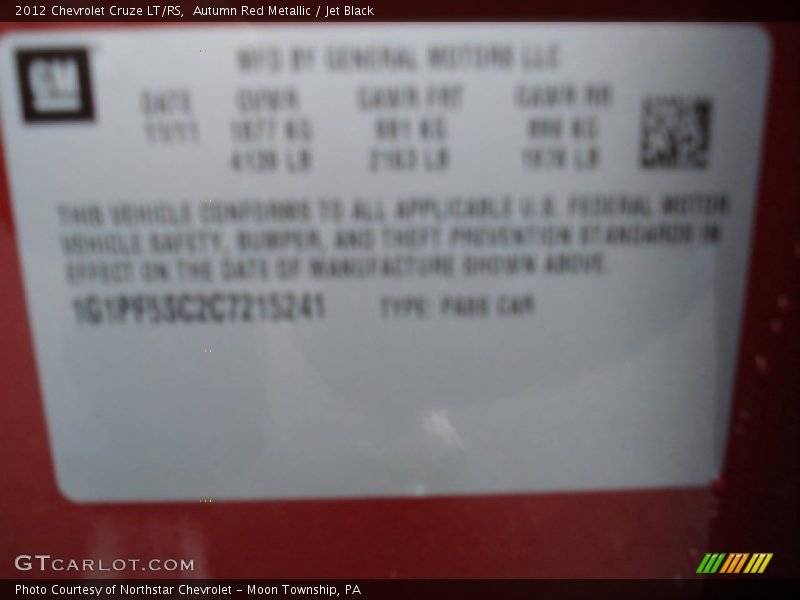 2012 Chevrolet Cruze LT/RS,  Autumn Red Metallic / Jet Black
GM
MFD BY GENERAL MOTORS LLC
DATE GVWR GAWR FRT GAWR RR
11/11 1877 KG 981 KG 896 KG
LB 2163 LB LB
THIS VEHICLE CONFORMS TO ALL APPLICABLE U.S. FEDERAL MOTOR
VEHICLE SAFETY, BUMPER, AND THEFT PREVENTION STANDARDS IN
EFFECT ON THE DATE OF MANUFACTURE SHOWN ABOVE.
1G1PF5SC2C7215241 TYPE: PASS CAR
GTCARLOT.COM
Photo Courtesy of Northstar Chevrolet - Moon Township, PA